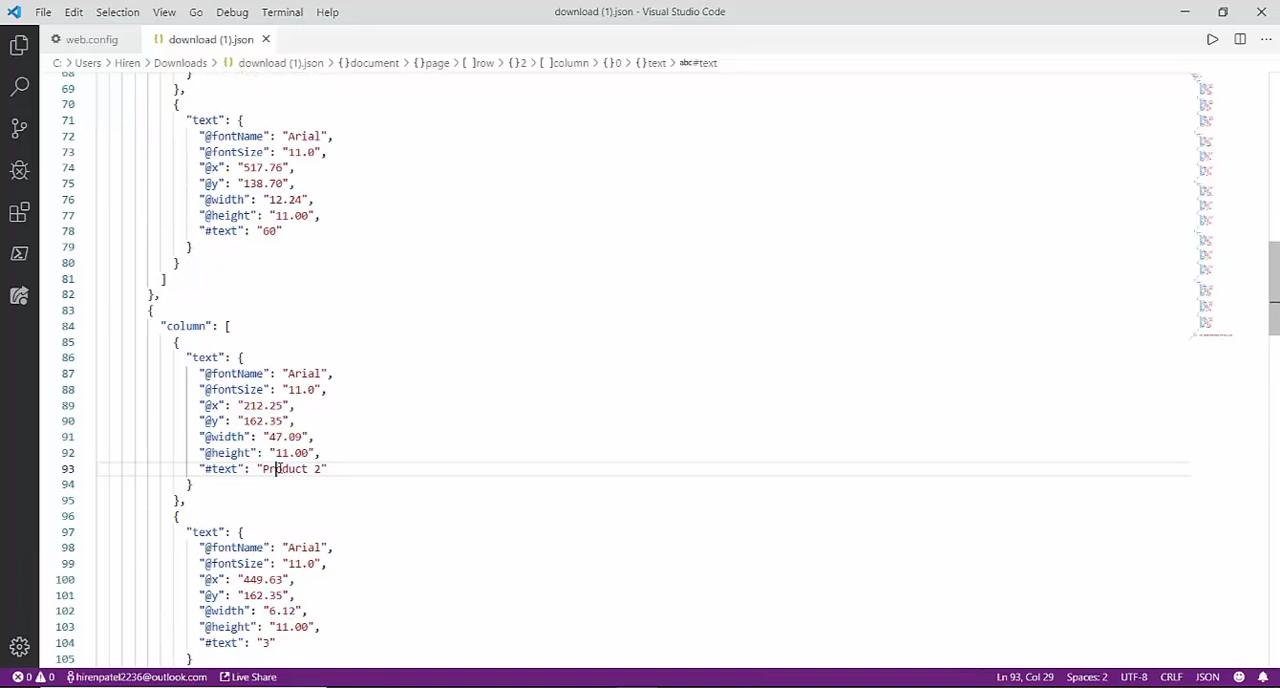 File Edit Selection View Go Debug Terminal Help download (1).json - Visual Studio Code
web.config {} download (1).json
C: > Users > Hiren > Downloads > {} download (1).json > {}document > {}page > [ ]row > {}2 > [ ]column > {}0 > {}text > abc#text
68 }
69 },
70 {
71 "text": {
72 "@fontName": "Arial",
73 "@fontSize": "11.0",
74 "@x": "517.76",
75 "@y": "138.70",
76 "@width": "12.24",
77 "@height": "11.00",
78 "#text": "60"
79 }
80 }
81 ]
82 },
83 {
84 "column": [
85 {
86 "text": {
87 "@fontName": "Arial",
88 "@fontSize": "11.0",
89 "@x": "212.25",
90 "@y": "162.35",
91 "@width": "47.09",
92 "@height": "11.00",
93 "#text": "Product 2"
94 }
95 },
96 {
97 "text": {
98 "@fontName": "Arial",
99 "@fontSize": "11.0",
100 "@x": "449.63",
101 "@y": "162.35",
102 "@width": "6.12",
103 "@height": "11.00",
104 "#text": "3"
105 }
0 0 hirenpatel2236@outlook.com Live Share Ln 93, Col 29 Spaces: 2 UTF-8 CRLF JSON